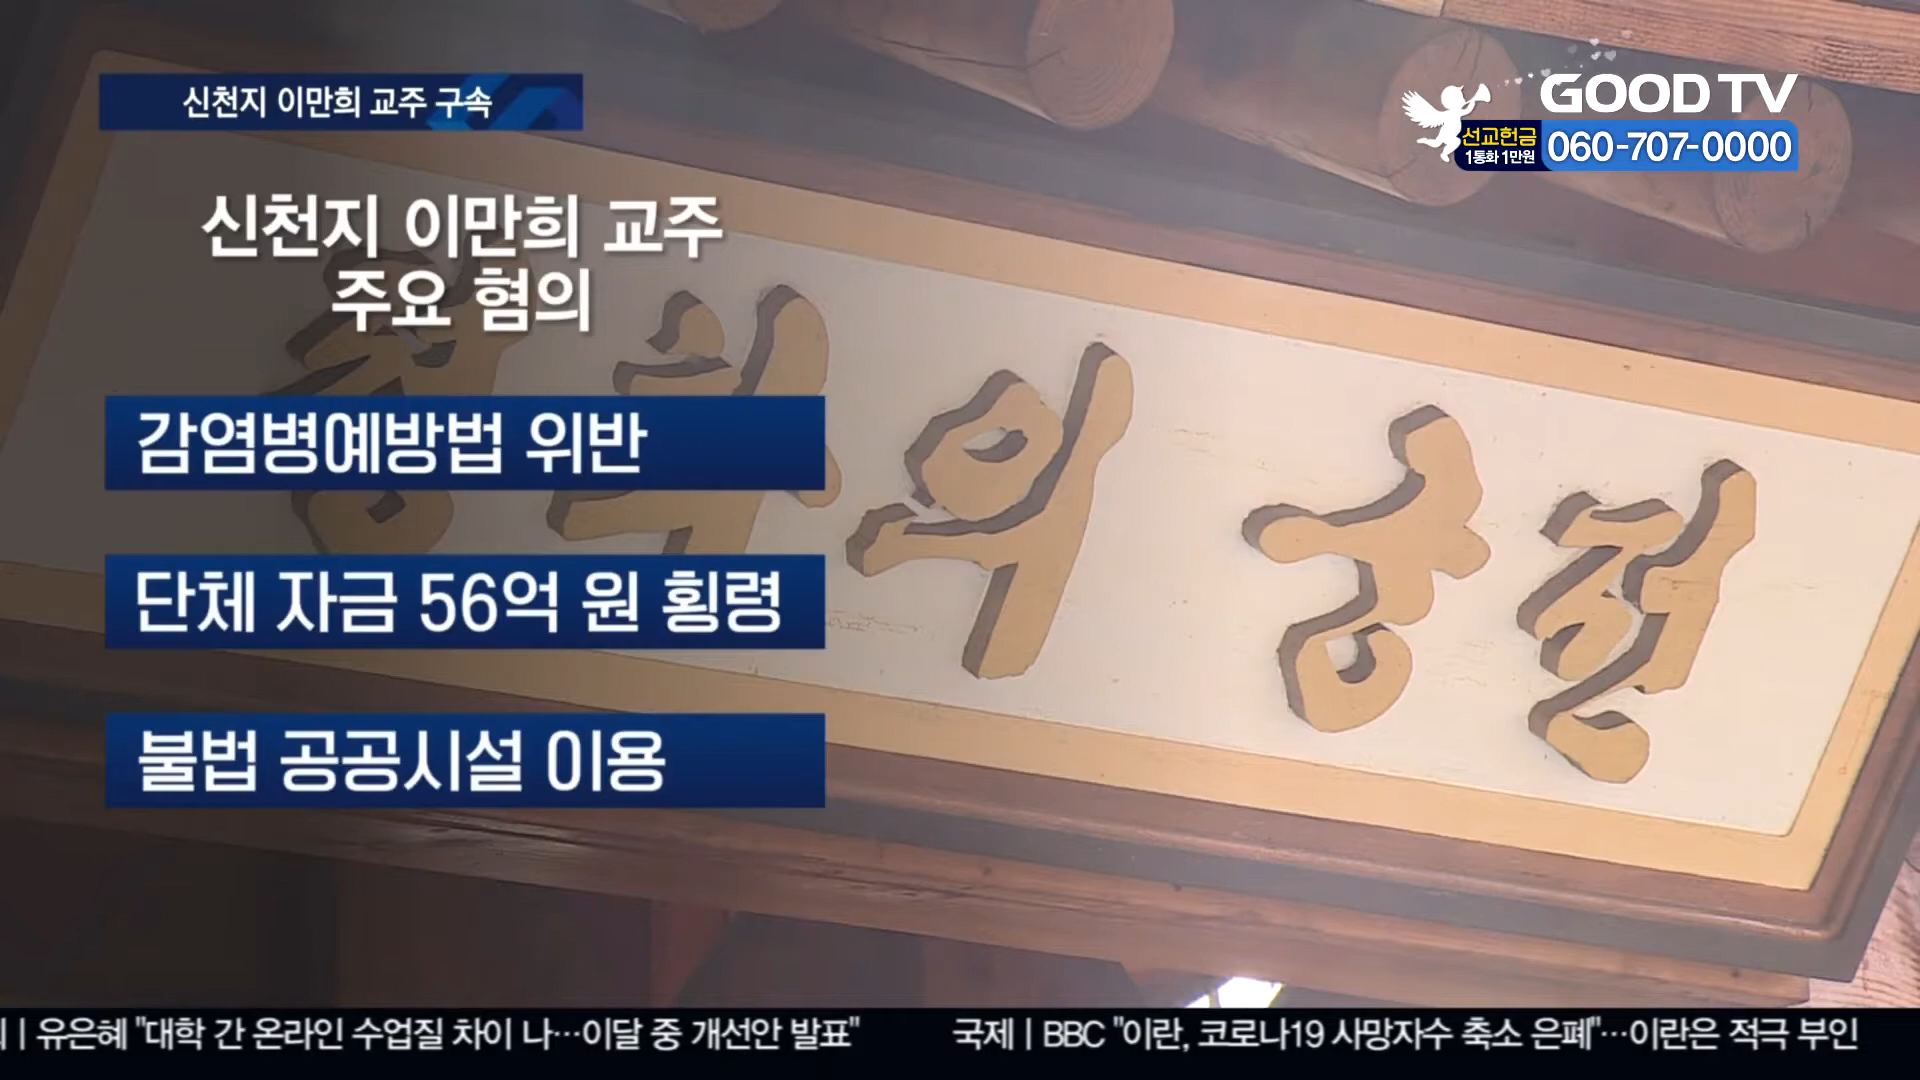 신천지 이만희 교주 구속
GOOD TV
선교헌금
1통화 1만원
060-707-0000
신천지 이만희 교주
주요 혐의
감염병예방법 위반
단체 자금 56억 원 횡령
불법 공공시설 이용
평화의 궁전
| 유은혜 "대학 간 온라인 수업질 차이 나…이달 중 개선안 발표" 국제 | BBC "이란, 코로나19 사망자수 축소 은폐"…이란은 적극 부인